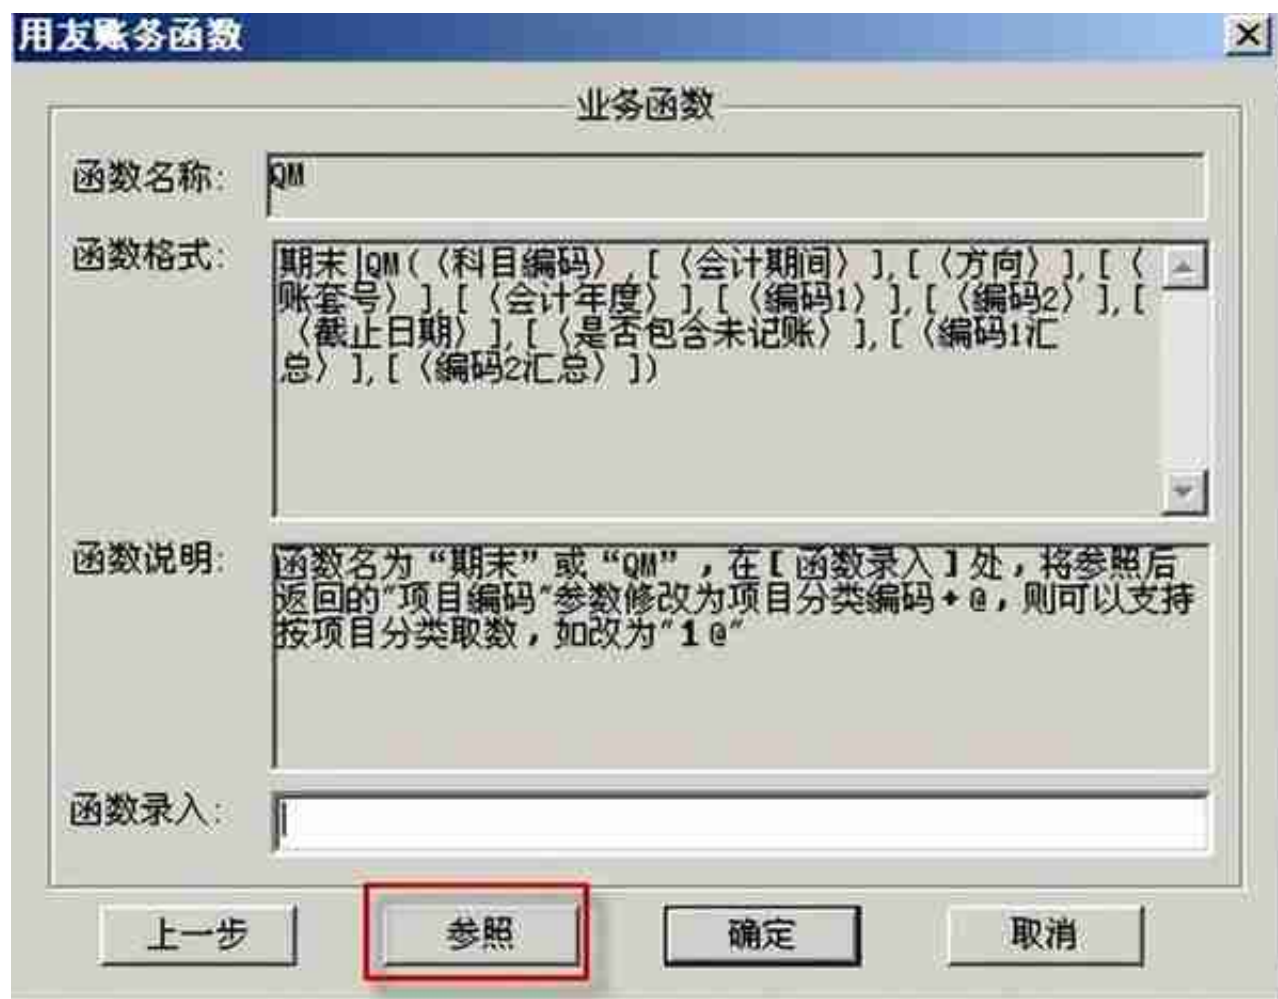 用友账务函数
业务函数
函数名称:
QM
函数格式:
期末|QM(〈科目编码〉,[〈会计期间〉],[〈方向〉],[〈
账套号〉],[〈会计年度〉],[〈编码1〉],[〈编码2〉],[
〈截止日期〉],[〈是否包含未记账〉],[〈编码1汇
总〉],[〈编码2汇总〉])
函数说明:
函数名为“期末”或“QM”，在[函数录入]处，将参照后
返回的"项目编码"参数修改为项目分类编码+@，则可以支持
按项目分类取数，如改为"1@"
函数录入:
上一步
参照
确定
取消